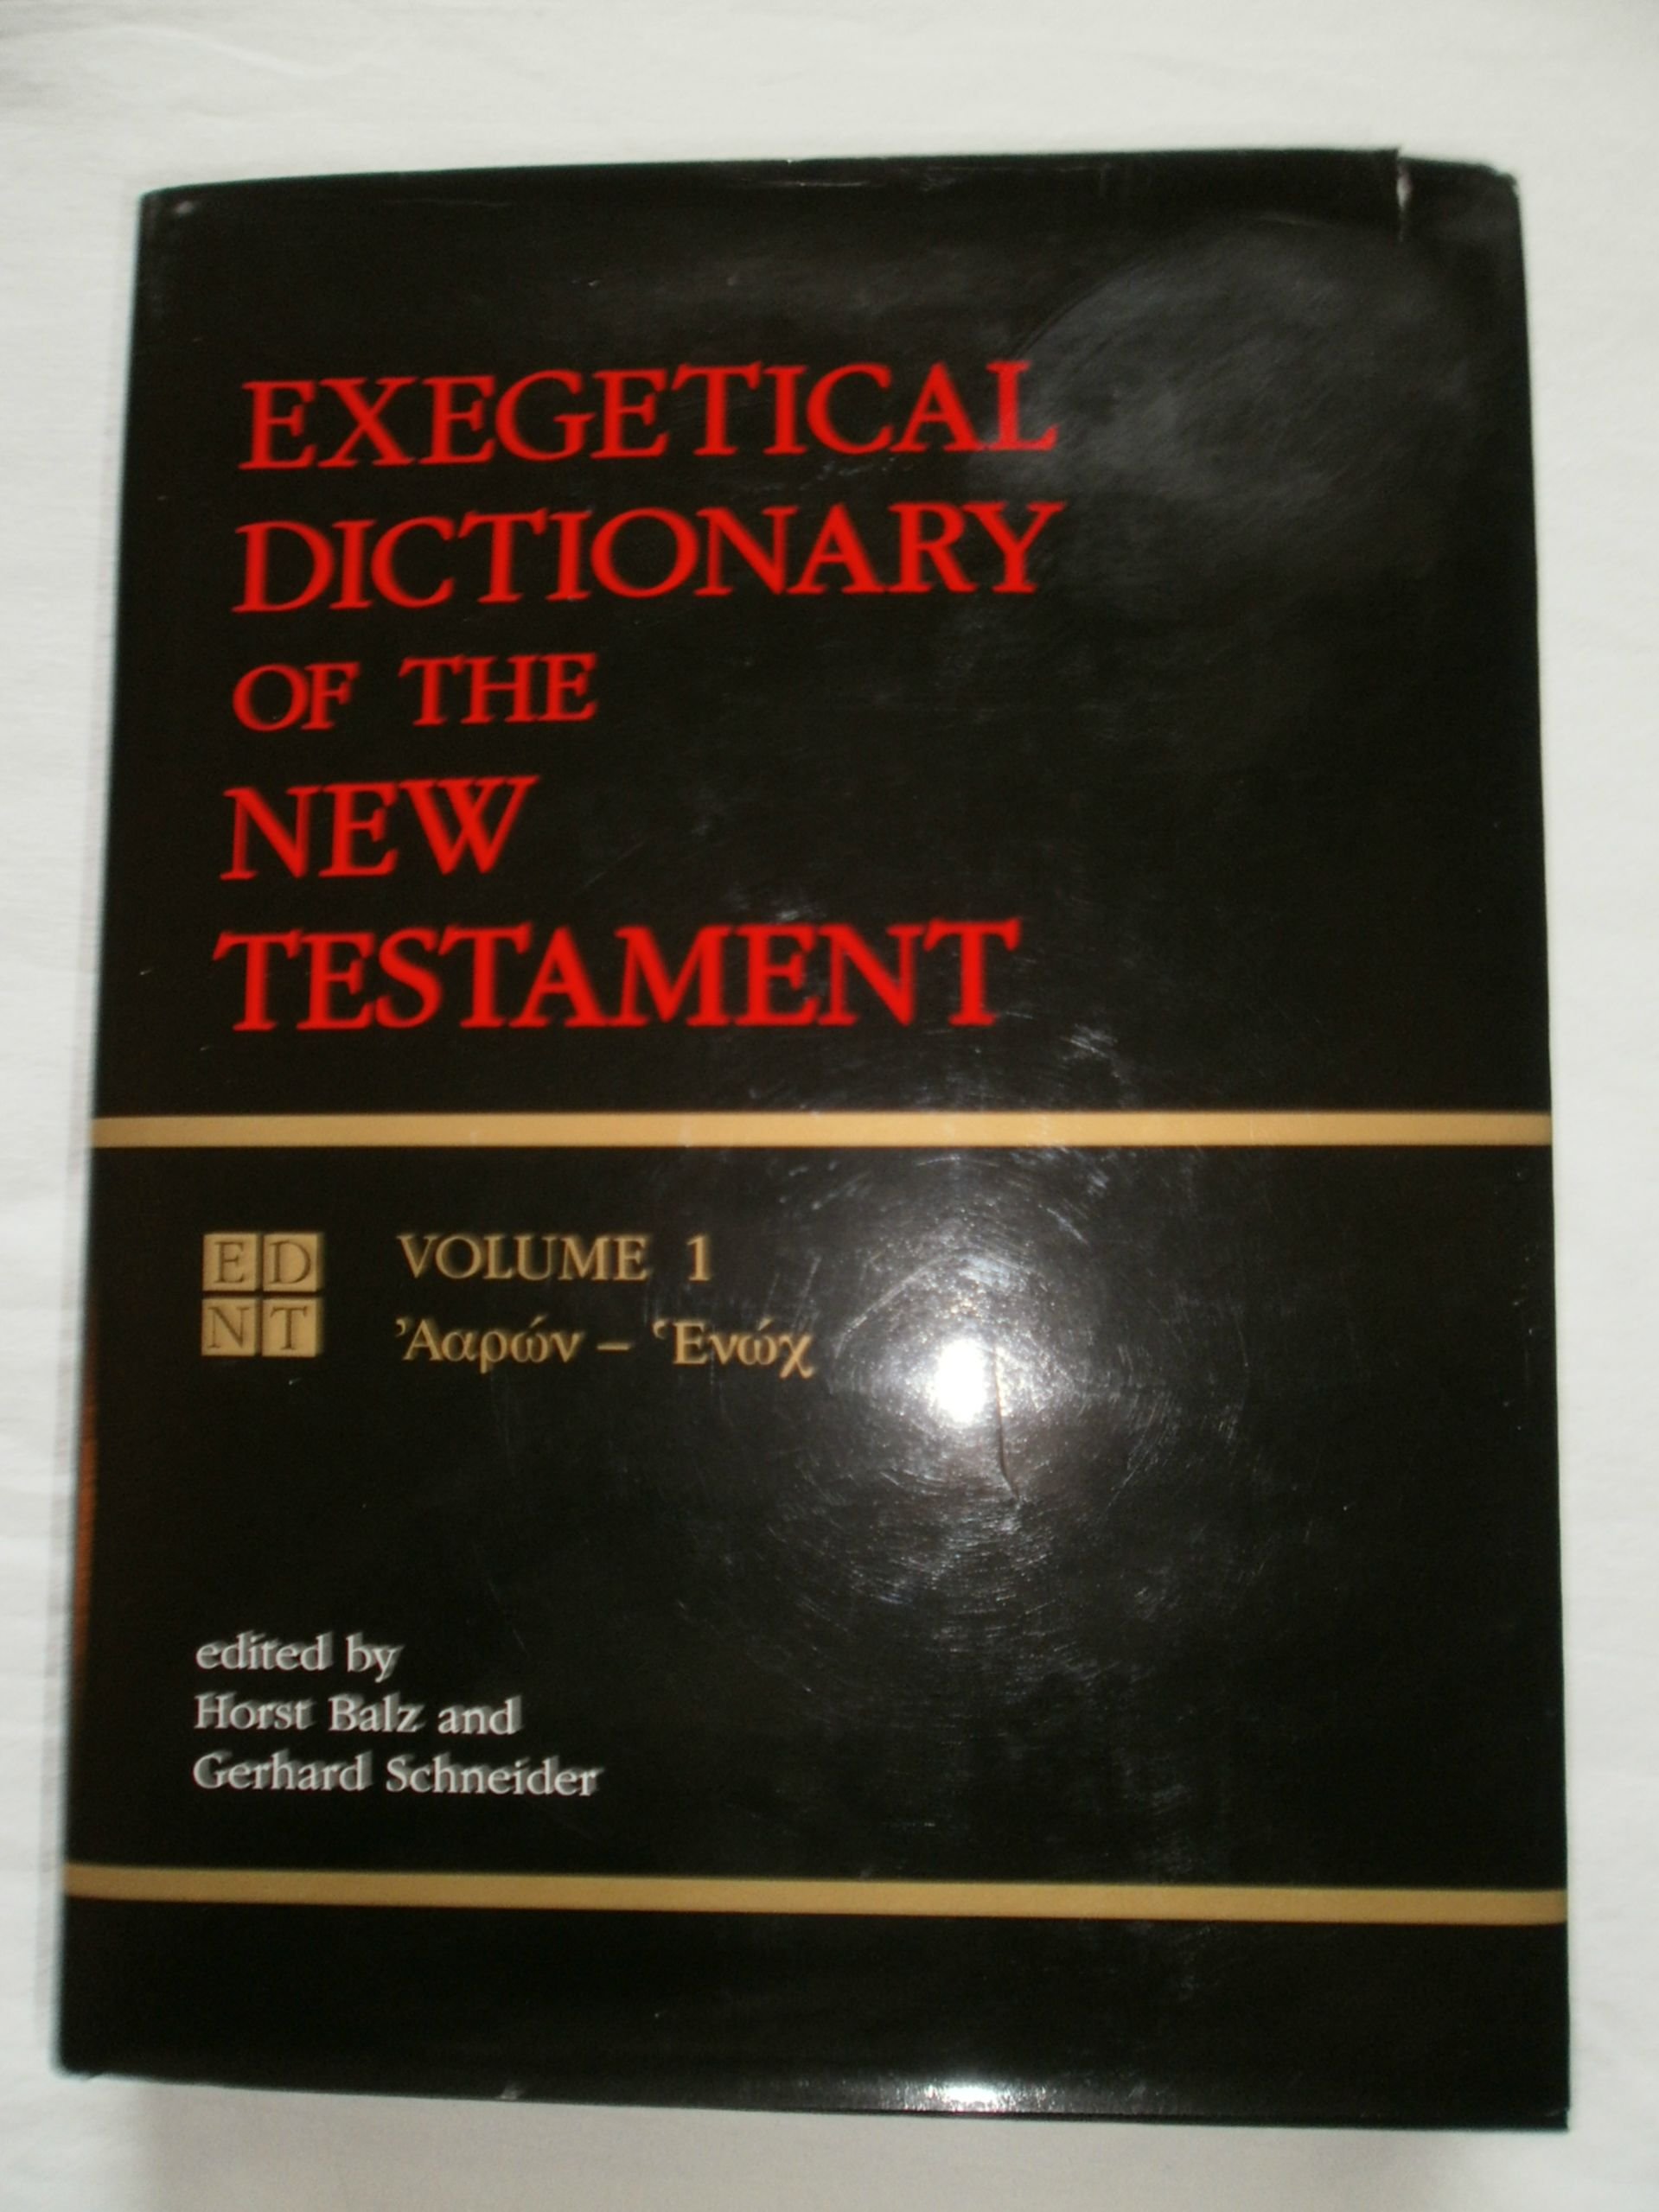 EXEGETICAL
DICTIONARY
OF THE
NEW
TESTAMENT
ED
NT
VOLUME 1
Ἀαρών – Ἑνώχ
edited by
Horst Balz and
Gerhard Schneider